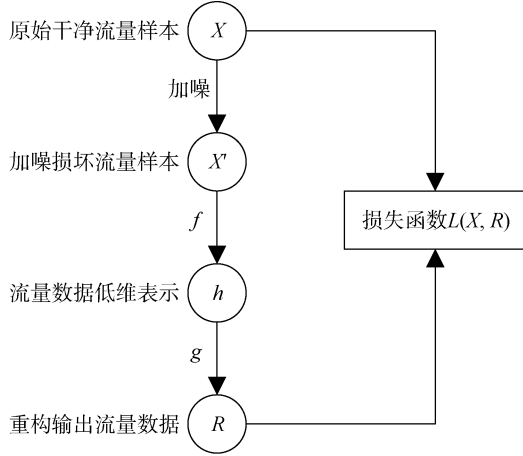 原始干净流量样本 X
加噪
加噪损坏流量样本 X'
f
损失函数L(X, R)
流量数据低维表示 h
g
重构输出流量数据 R